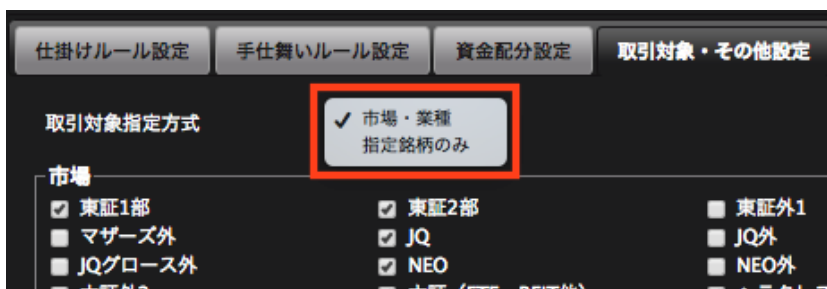 仕掛けルール設定 手仕舞いルール設定 資金配分設定 取引対象・その他設定
取引対象指定方式
✓ 市場・業種
指定銘柄のみ
市場
東証1部 東証2部 東証外1
マザーズ外 JQ JQ外
JQグロース外 NEO NEO外